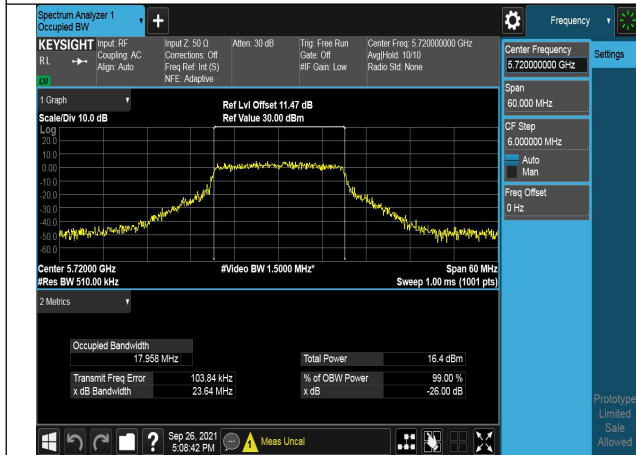 Spectrum Analyzer 1
Occupied BW
+
Frequency
KEYSIGHT
RL
Input: RF
Coupling: AC
Align: Auto
Input Z: 50 Ω
Corrections: Off
Freq Ref: Int (S)
NFE: Adaptive
Atten: 30 dB
Trig: Free Run
Gate: Off
#IF Gain: Low
Center Freq: 5.720000000 GHz
Avg|Hold: 10/10
Radio Std: None
Center Frequency
5.720000000 GHz
Settings
Span
60.000 MHz
CF Step
6.000000 MHz
Auto
Man
Freq Offset
0 Hz
1 Graph
Scale/Div 10.0 dB
Ref Lvl Offset 11.47 dB
Ref Value 30.00 dBm
Log
20.0
10.0
0.00
-10.0
-20.0
-30.0
-40.0
-50.0
-60.0
Center 5.72000 GHz
#Res BW 510.00 kHz
#Video BW 1.5000 MHz*
Span 60 MHz
Sweep 1.00 ms (1001 pts)
2 Metrics
Occupied Bandwidth
17.958 MHz
Total Power 16.4 dBm
Transmit Freq Error 103.84 kHz
% of OBW Power 99.00 %
x dB Bandwidth 23.64 MHz
x dB -26.00 dB
Prototype
Limited
Sale
Allowed
?
Sep 26, 2021
5:08:42 PM
Meas Uncal